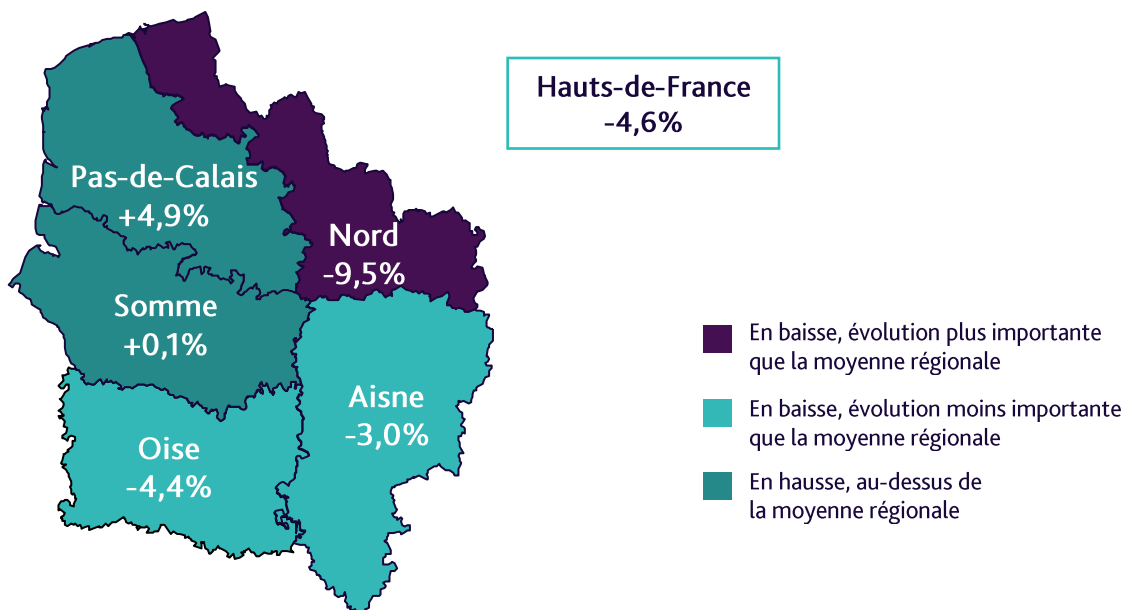 Hauts-de-France
-4,6%
Pas-de-Calais
+4,9%
Nord
-9,5%
Somme
+0,1%
Aisne
-3,0%
Oise
-4,4%
En baisse, évolution plus importante
que la moyenne régionale
En baisse, évolution moins importante
que la moyenne régionale
En hausse, au-dessus de
la moyenne régionale